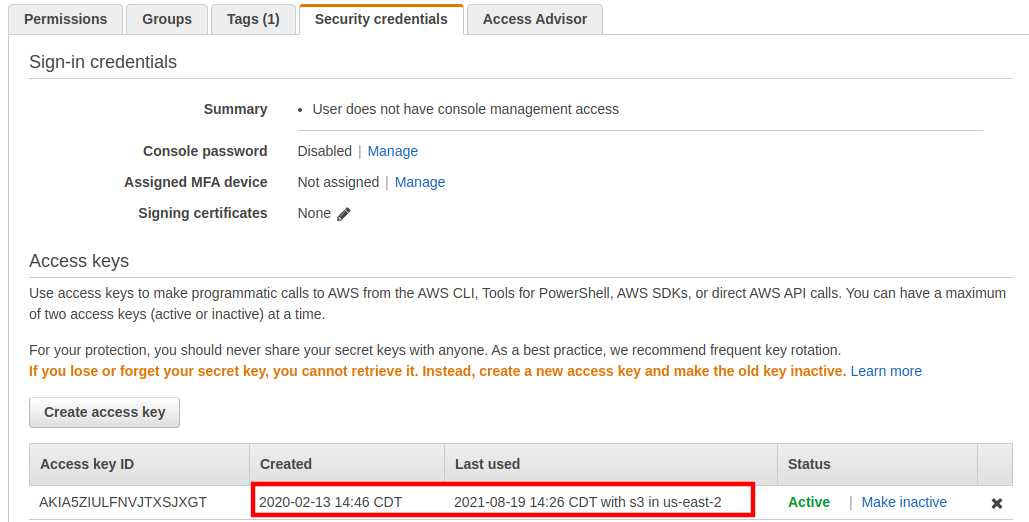 Permissions Groups Tags (1) Security credentials Access Advisor
Sign-in credentials
Summary • User does not have console management access
Console password Disabled | Manage
Assigned MFA device Not assigned | Manage
Signing certificates None
Access keys
Use access keys to make programmatic calls to AWS from the AWS CLI, Tools for PowerShell, AWS SDKs, or direct AWS API calls. You can have a maximum
of two access keys (active or inactive) at a time.
For your protection, you should never share your secret keys with anyone. As a best practice, we recommend frequent key rotation.
If you lose or forget your secret key, you cannot retrieve it. Instead, create a new access key and make the old key inactive. Learn more
Create access key
Access key ID Created Last used Status
AKIA5ZIULFNVJTXSJXGT 2020-02-13 14:46 CDT 2021-08-19 14:26 CDT with s3 in us-east-2 Active | Make inactive